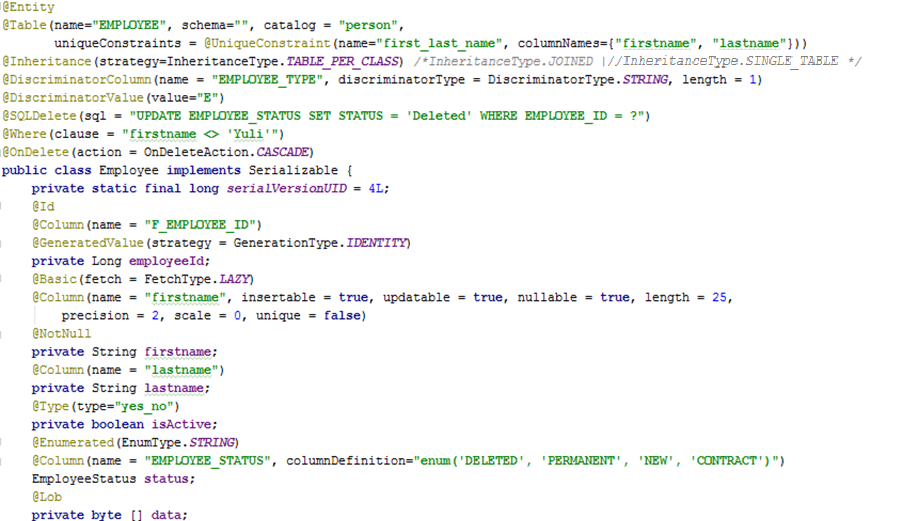 @Entity
@Table(name="EMPLOYEE", schema="", catalog = "person",
uniqueConstraints = @UniqueConstraint(name="first_last_name", columnNames={"firstname", "lastname"}))
@Inheritance(strategy=InheritanceType.TABLE_PER_CLASS) /*InheritanceType.JOINED |//InheritanceType.SINGLE_TABLE */
@DiscriminatorColumn(name = "EMPLOYEE_TYPE", discriminatorType = DiscriminatorType.STRING, length = 1)
@DiscriminatorValue(value="E")
@SQLDelete(sql = "UPDATE EMPLOYEE_STATUS SET STATUS = 'Deleted' WHERE EMPLOYEE_ID = ?")
@Where(clause = "firstname <> 'Yuli'")
@OnDelete(action = OnDeleteAction.CASCADE)
public class Employee implements Serializable {
private static final long serialVersionUID = 4L;
@Id
@Column(name = "F_EMPLOYEE_ID")
@GeneratedValue(strategy = GenerationType.IDENTITY)
private Long employeeId;
@Basic(fetch = FetchType.LAZY)
@Column(name = "firstname", insertable = true, updatable = true, nullable = true, length = 25,
precision = 2, scale = 0, unique = false)
@NotNull
private String firstname;
@Column(name = "lastname")
private String lastname;
@Type(type="yes_no")
private boolean isActive;
@Enumerated(EnumType.STRING)
@Column(name = "EMPLOYEE_STATUS", columnDefinition="enum('DELETED', 'PERMANENT', 'NEW', 'CONTRACT')")
EmployeeStatus status;
@Lob
private byte [] data;